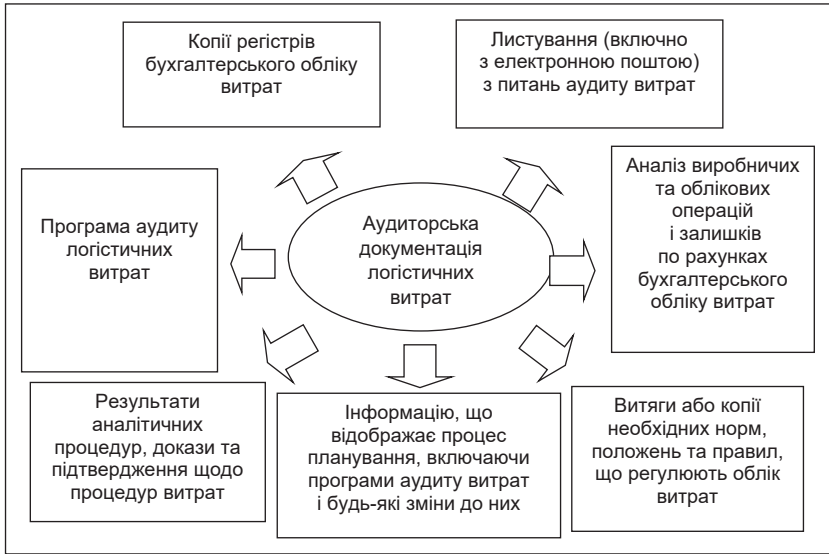 Копії регістрів
бухгалтерського обліку
витрат
Листування (включно
з електронною поштою)
з питань аудиту витрат
Програма аудиту
логістичних
витрат
Аудиторська
документація
логістичних
витрат
Аналіз виробничих
та облікових
операцій
і залишків
по рахунках
бухгалтерського
обліку витрат
Результати
аналітичних
процедур, докази та
підтвердження щодо
процедур витрат
Інформацію, що
відображає процес
планування, включаючи
програми аудиту витрат
і будь-які зміни до них
Витяги або копії
необхідних норм,
положень та правил,
що регулюють облік
витрат